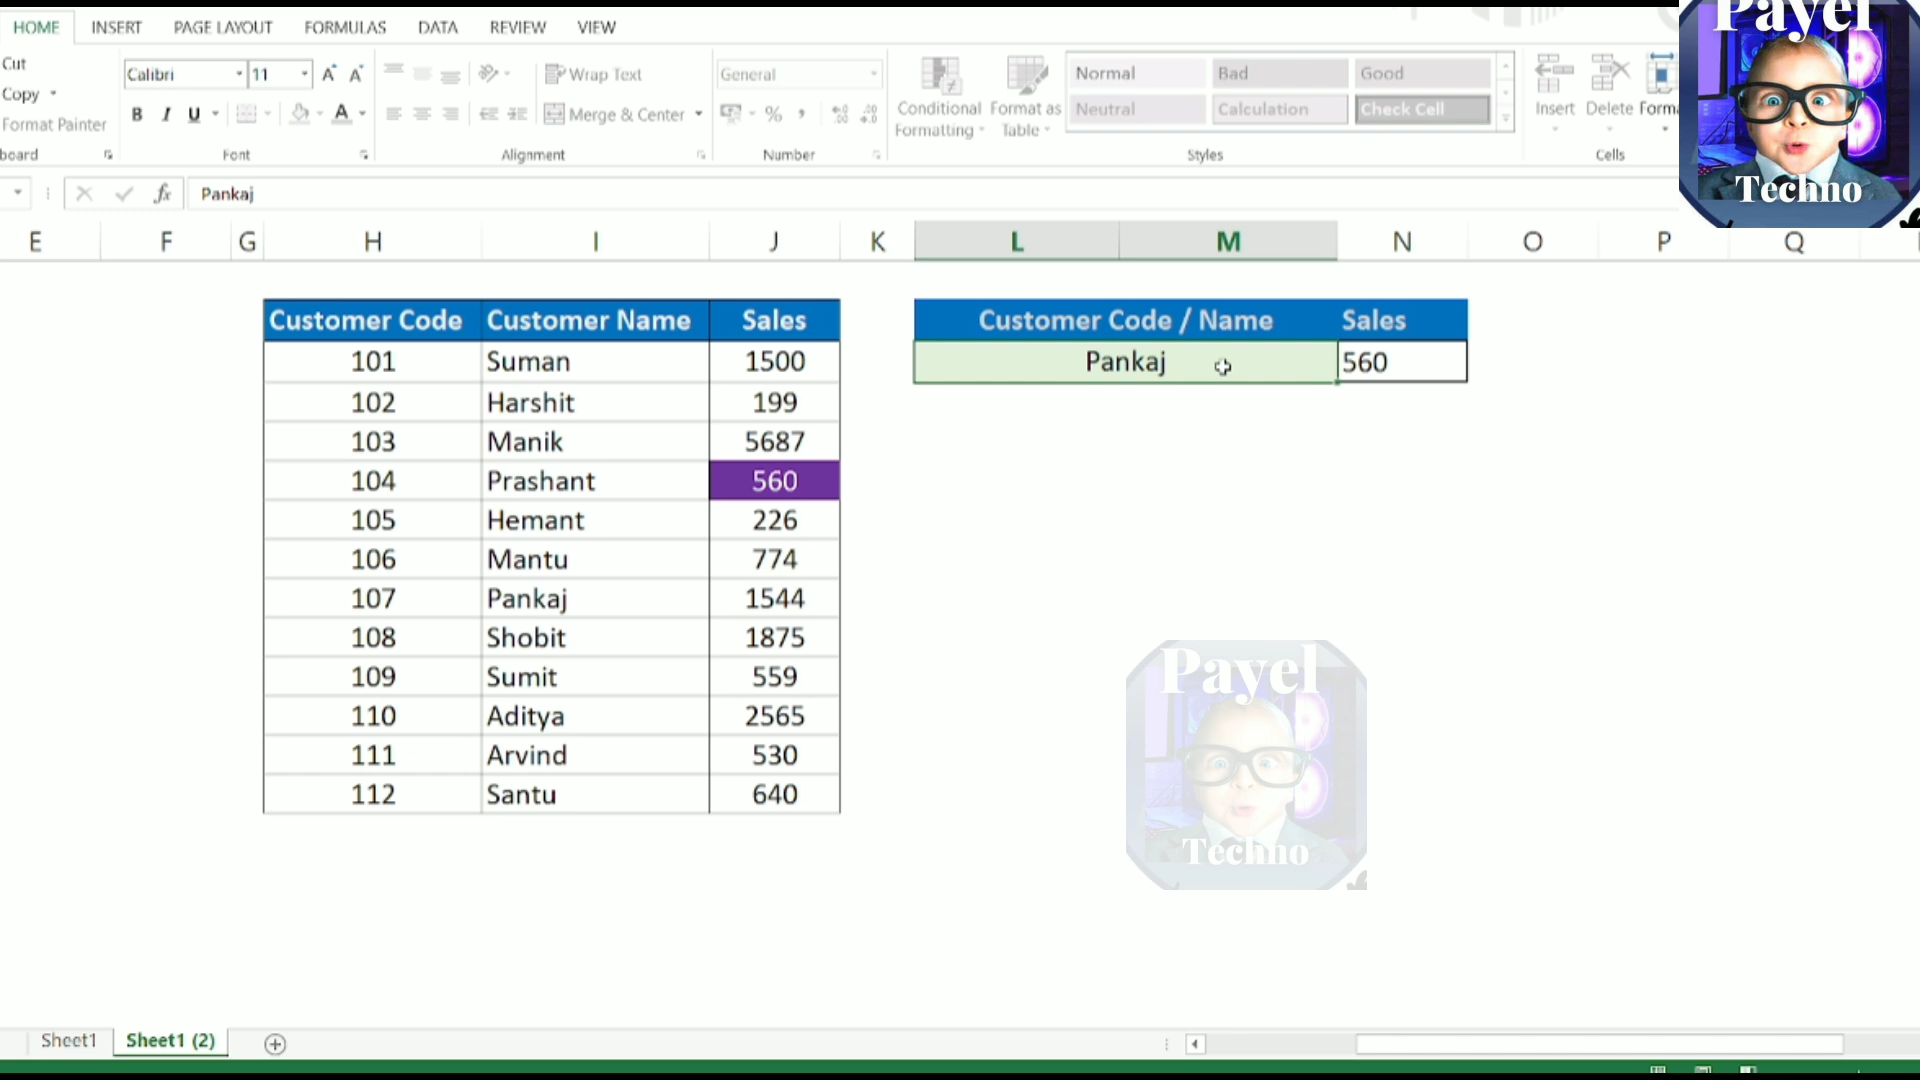 HOME INSERT PAGE LAYOUT FORMULAS DATA REVIEW VIEW
Payel
Techno
Cut
Copy
Format Painter
board
Calibri 11
B I U
Font
Wrap Text
Merge & Center
Alignment
General
%
Number
Conditional Formatting
Format as Table
Normal Bad Good
Neutral Calculation Check Cell
Styles
Insert Delete Forma
Cells
fx Pankaj
E F G H I J K L M N O P Q
Customer Code Customer Name Sales
101 Suman 1500
102 Harshit 199
103 Manik 5687
104 Prashant 560
105 Hemant 226
106 Mantu 774
107 Pankaj 1544
108 Shobit 1875
109 Sumit 559
110 Aditya 2565
111 Arvind 530
112 Santu 640
Customer Code / Name Sales
Pankaj 560
Payel
Techno
Sheet1 Sheet1 (2)